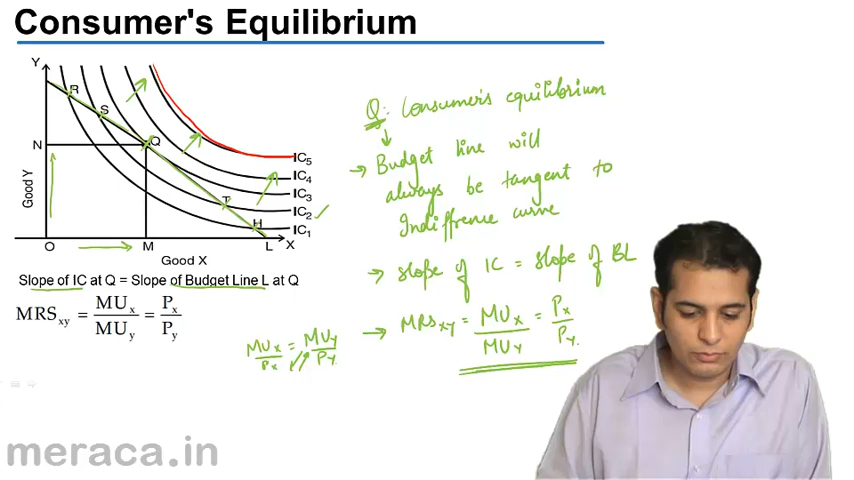 Consumer's Equilibrium
Y
R
S
N
Q
Good Y
T
H
IC5
IC4
IC3
IC2 ✓
IC1
O
M
L
X
Good X
Slope of IC at Q = Slope of Budget Line L at Q
MRSxy = MUx/MUy = Px/Py
MUx/Px = MUy/Py
Q: Consumer's equilibrium
→ Budget line will
always be tangent to
Indiffrence curve
→ Slope of IC = Slope of BL
→ MRSxy = MUx/MUy = Px/Py
meraca.in